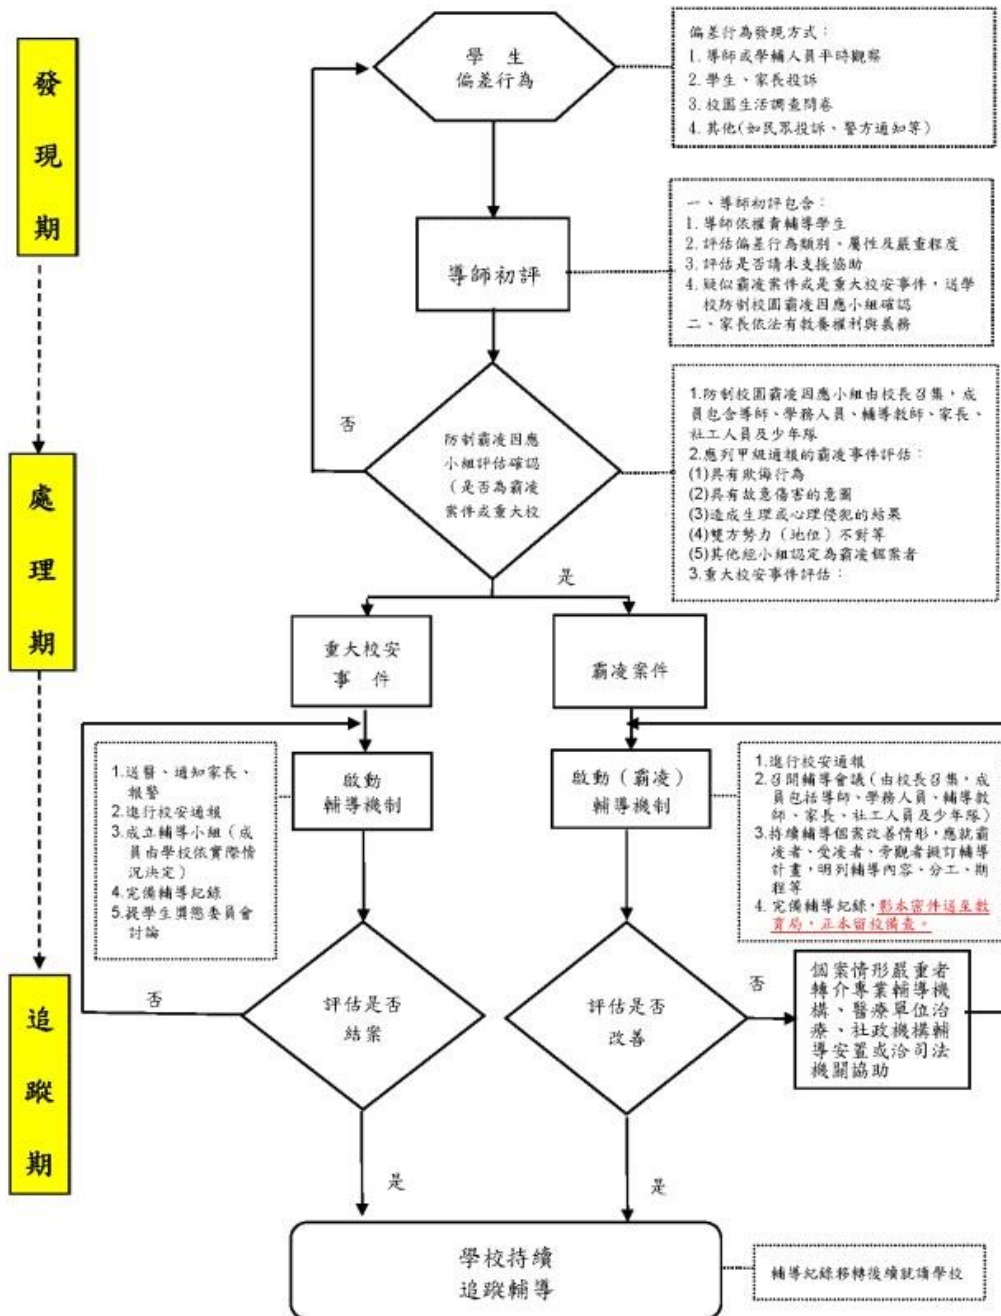 發現期
處理期
追蹤期
學 生
偏差行為
偏差行為發現方式：
1. 導師或學輔人員平時觀察
2. 學生、家長投訴
3. 校園生活調查問卷
4. 其他(如民眾投訴、警方通知等)
導師初評
一、導師初評包含：
1. 導師依權責輔導學生
2. 評估偏差行為類別、屬性及嚴重程度
3. 評估是否請求支援協助
4. 疑似霸凌案件或是重大校安事件，送學
校防制校園霸凌因應小組確認
二、家長依法有教養權利與義務
否
防制霸凌因應
小組評估確認
（是否為霸凌
案件或重大校
是
1.防制校園霸凌因應小組由校長召集，成
員包含導師、學務人員、輔導教師、家長、
社工人員及少年隊
2.應列甲級通報的霸凌事件評估：
(1)具有欺侮行為
(2)具有故意傷害的意圖
(3)造成生理或心理侵犯的結果
(4)雙方勢力（地位）不對等
(5)其他經小組認定為霸凌個案者
3.重大校安事件評估：
重大校安
事 件
霸凌案件
1.送醫、通知家長、
報警
2.進行校安通報
3.成立輔導小組（成
員由學校依實際情
況決定）
4.完備輔導紀錄
5.提學生獎懲委員會
討論
啟動
輔導機制
啟動（霸凌）
輔導機制
1.進行校安通報
2.召開輔導會議(由校長召集，成
員包括導師、學務人員、輔導教
師、家長、社工人員及少年隊)
3.持續輔導個案改善情形，應就霸
凌者、受凌者、旁觀者擬訂輔導
計畫，明列輔導內容、分工、期
程等
4. 完備輔導紀錄，影本密件送至教
育局，正本留校備查。
否
評估是否
結案
是
評估是否
改善
否
個案情形嚴重者
轉介專業輔導機
構、醫療單位治
療、社政機構輔
導安置或洽司法
機關協助
是
學校持續
追蹤輔導
輔導紀錄移轉後續就讀學校